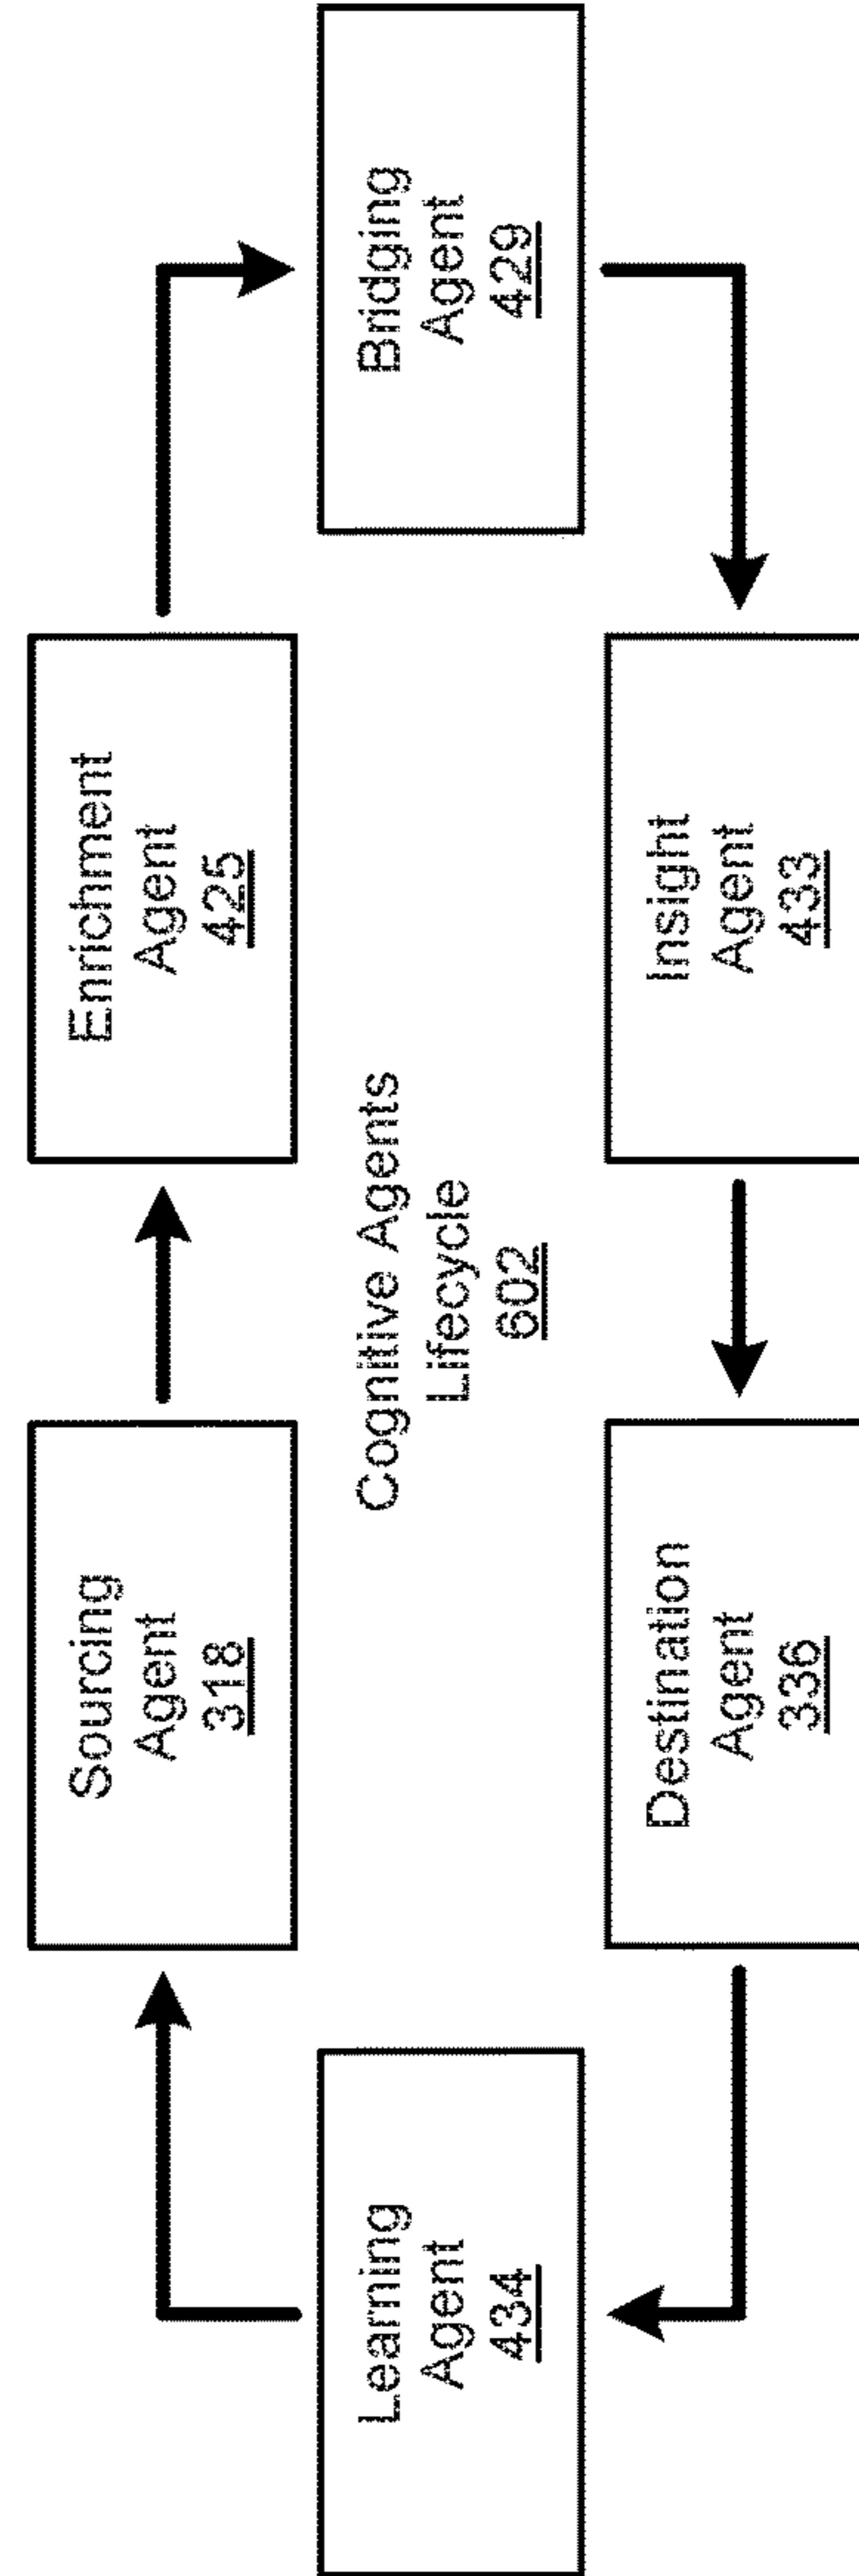 Sourcing
Agent
318
Enrichment
Agent
425
Learning
Agent
434
Cognitive Agents
Lifecycle
602
Bridging
Agent
429
Destination
Agent
336
Insight
Agent
433